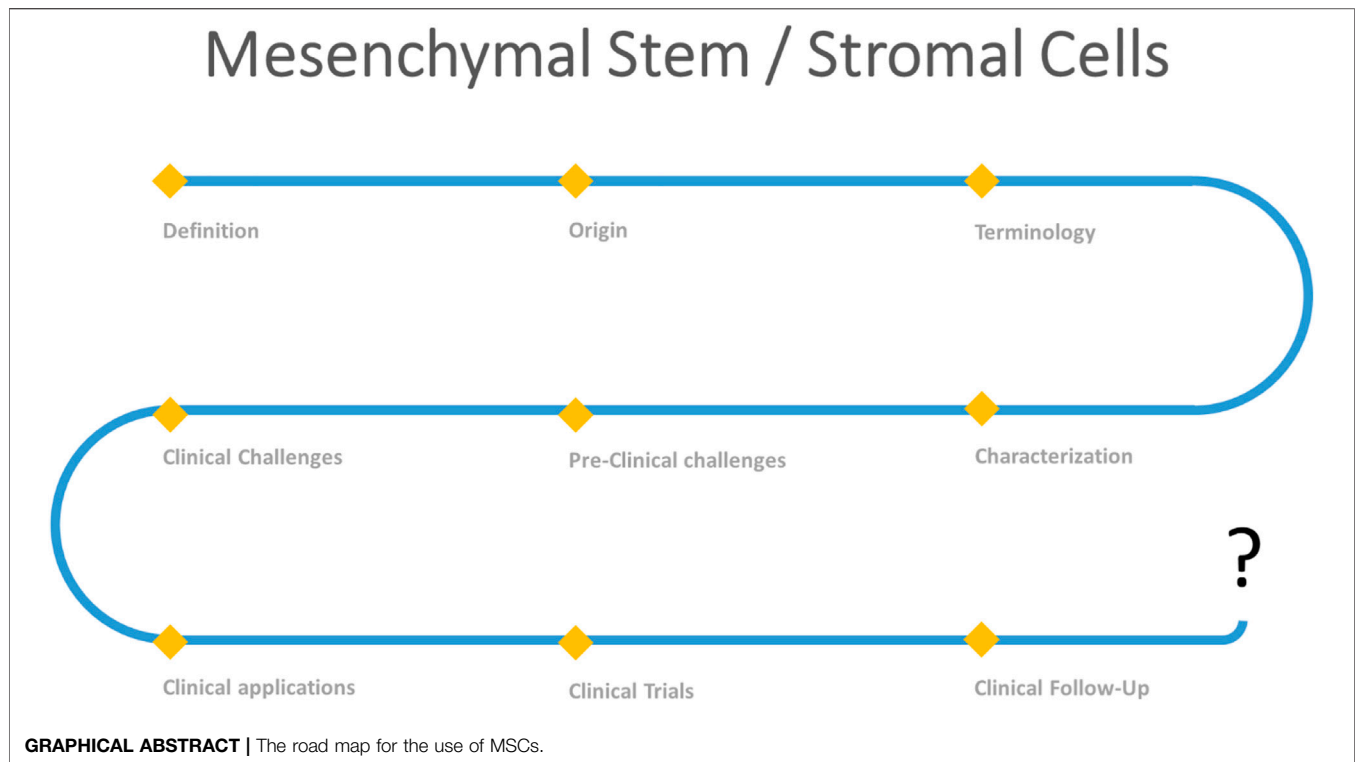 Mesenchymal Stem / Stromal Cells
Definition
Origin
Terminology
Clinical Challenges
Pre-Clinical challenges
Characterization
?
Clinical applications
Clinical Trials
Clinical Follow-Up
GRAPHICAL ABSTRACT | The road map for the use of MSCs.